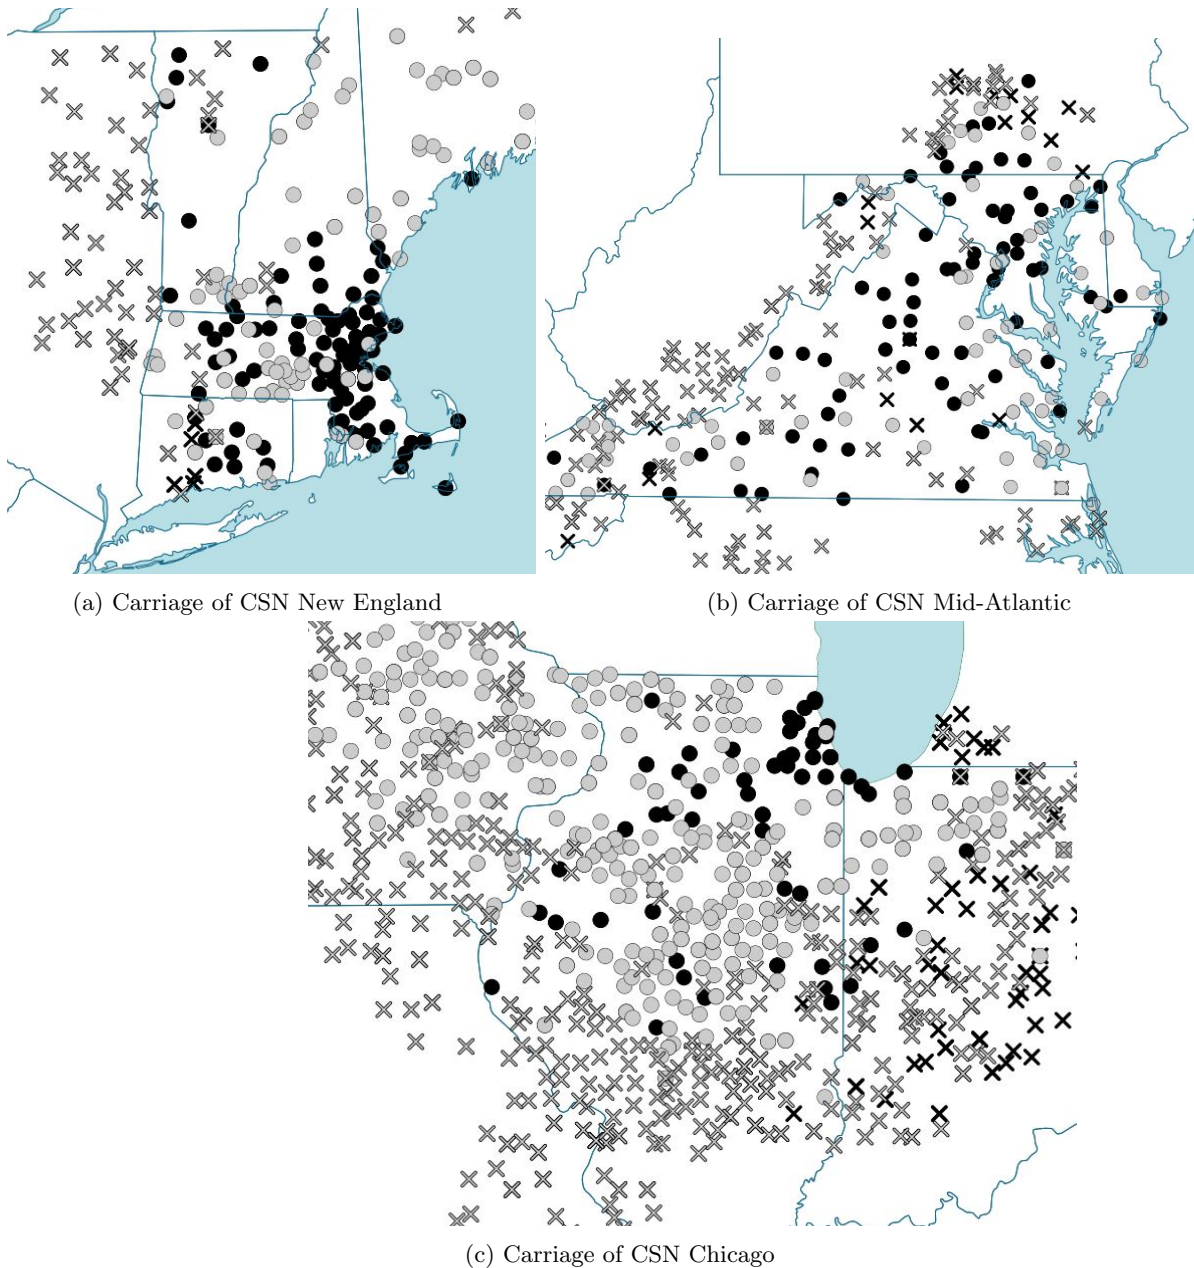 (a) Carriage of CSN New England
(b) Carriage of CSN Mid-Atlantic
(c) Carriage of CSN Chicago